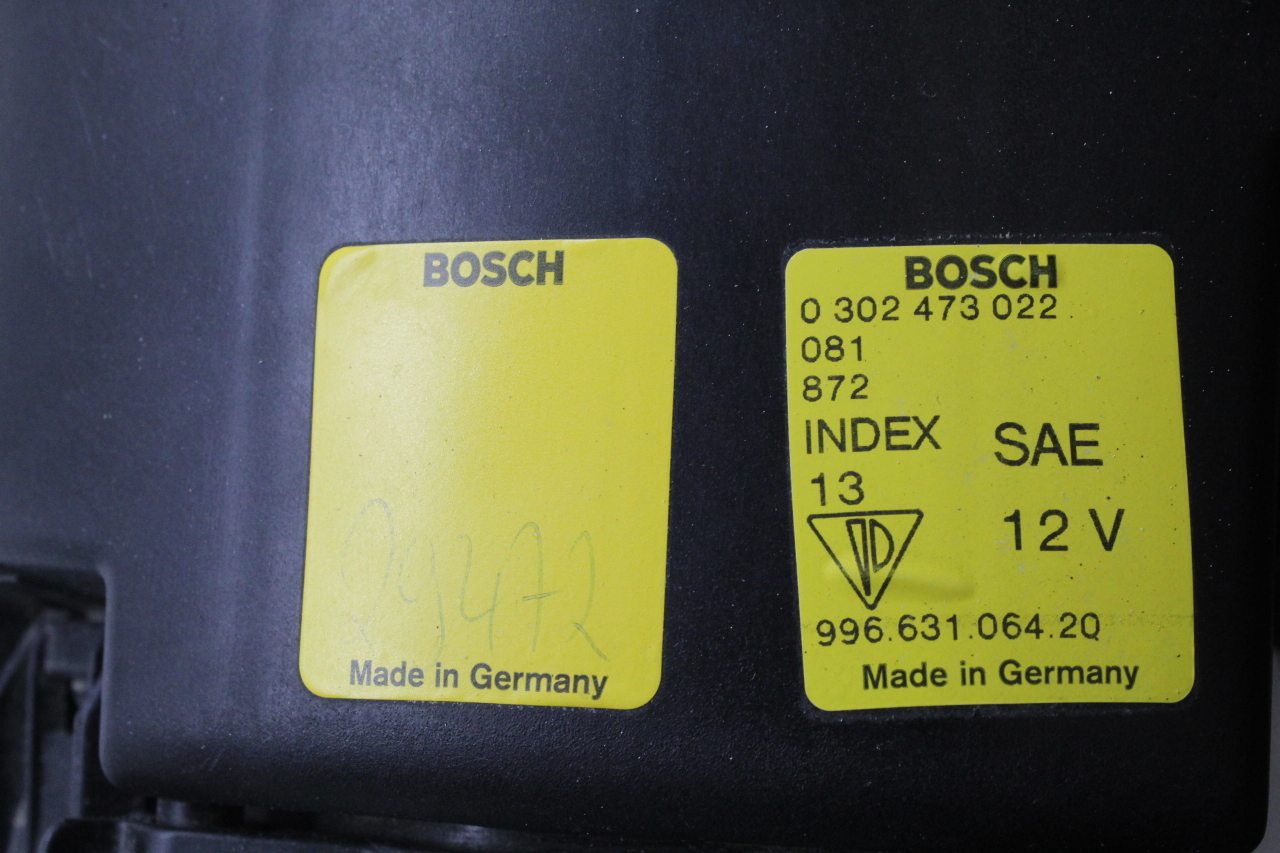 BOSCH
Made in Germany
BOSCH
0 302 473 022
081
872
INDEX
SAE
13
12 V
996.631.064.20
Made in Germany